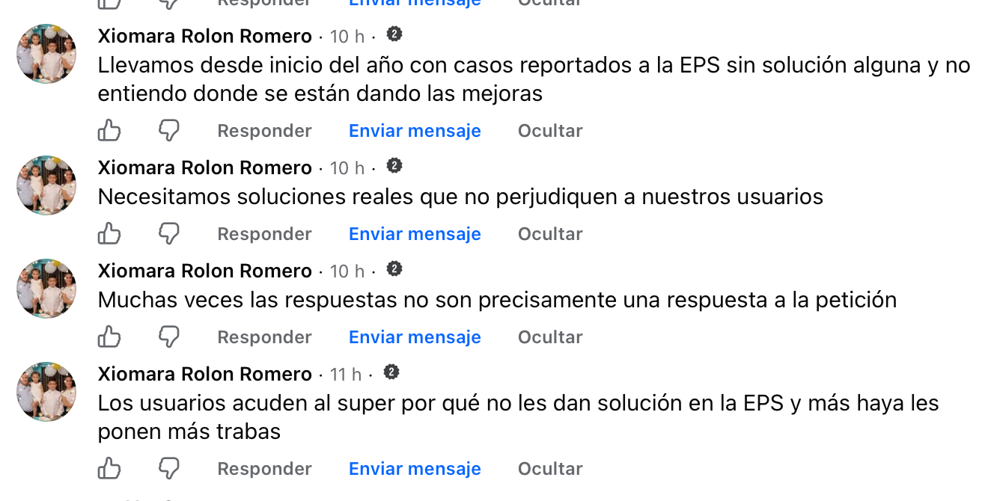 Responder Enviar mensaje Ocultar
Xiomara Rolon Romero · 10 h · 2
Llevamos desde inicio del año con casos reportados a la EPS sin solución alguna y no
entiendo donde se están dando las mejoras
Responder Enviar mensaje Ocultar
Xiomara Rolon Romero · 10 h · 2
Necesitamos soluciones reales que no perjudiquen a nuestros usuarios
Responder Enviar mensaje Ocultar
Xiomara Rolon Romero · 10 h · 2
Muchas veces las respuestas no son precisamente una respuesta a la petición
Responder Enviar mensaje Ocultar
Xiomara Rolon Romero · 11 h · 2
Los usuarios acuden al super por qué no les dan solución en la EPS y más haya les
ponen más trabas
Responder Enviar mensaje Ocultar